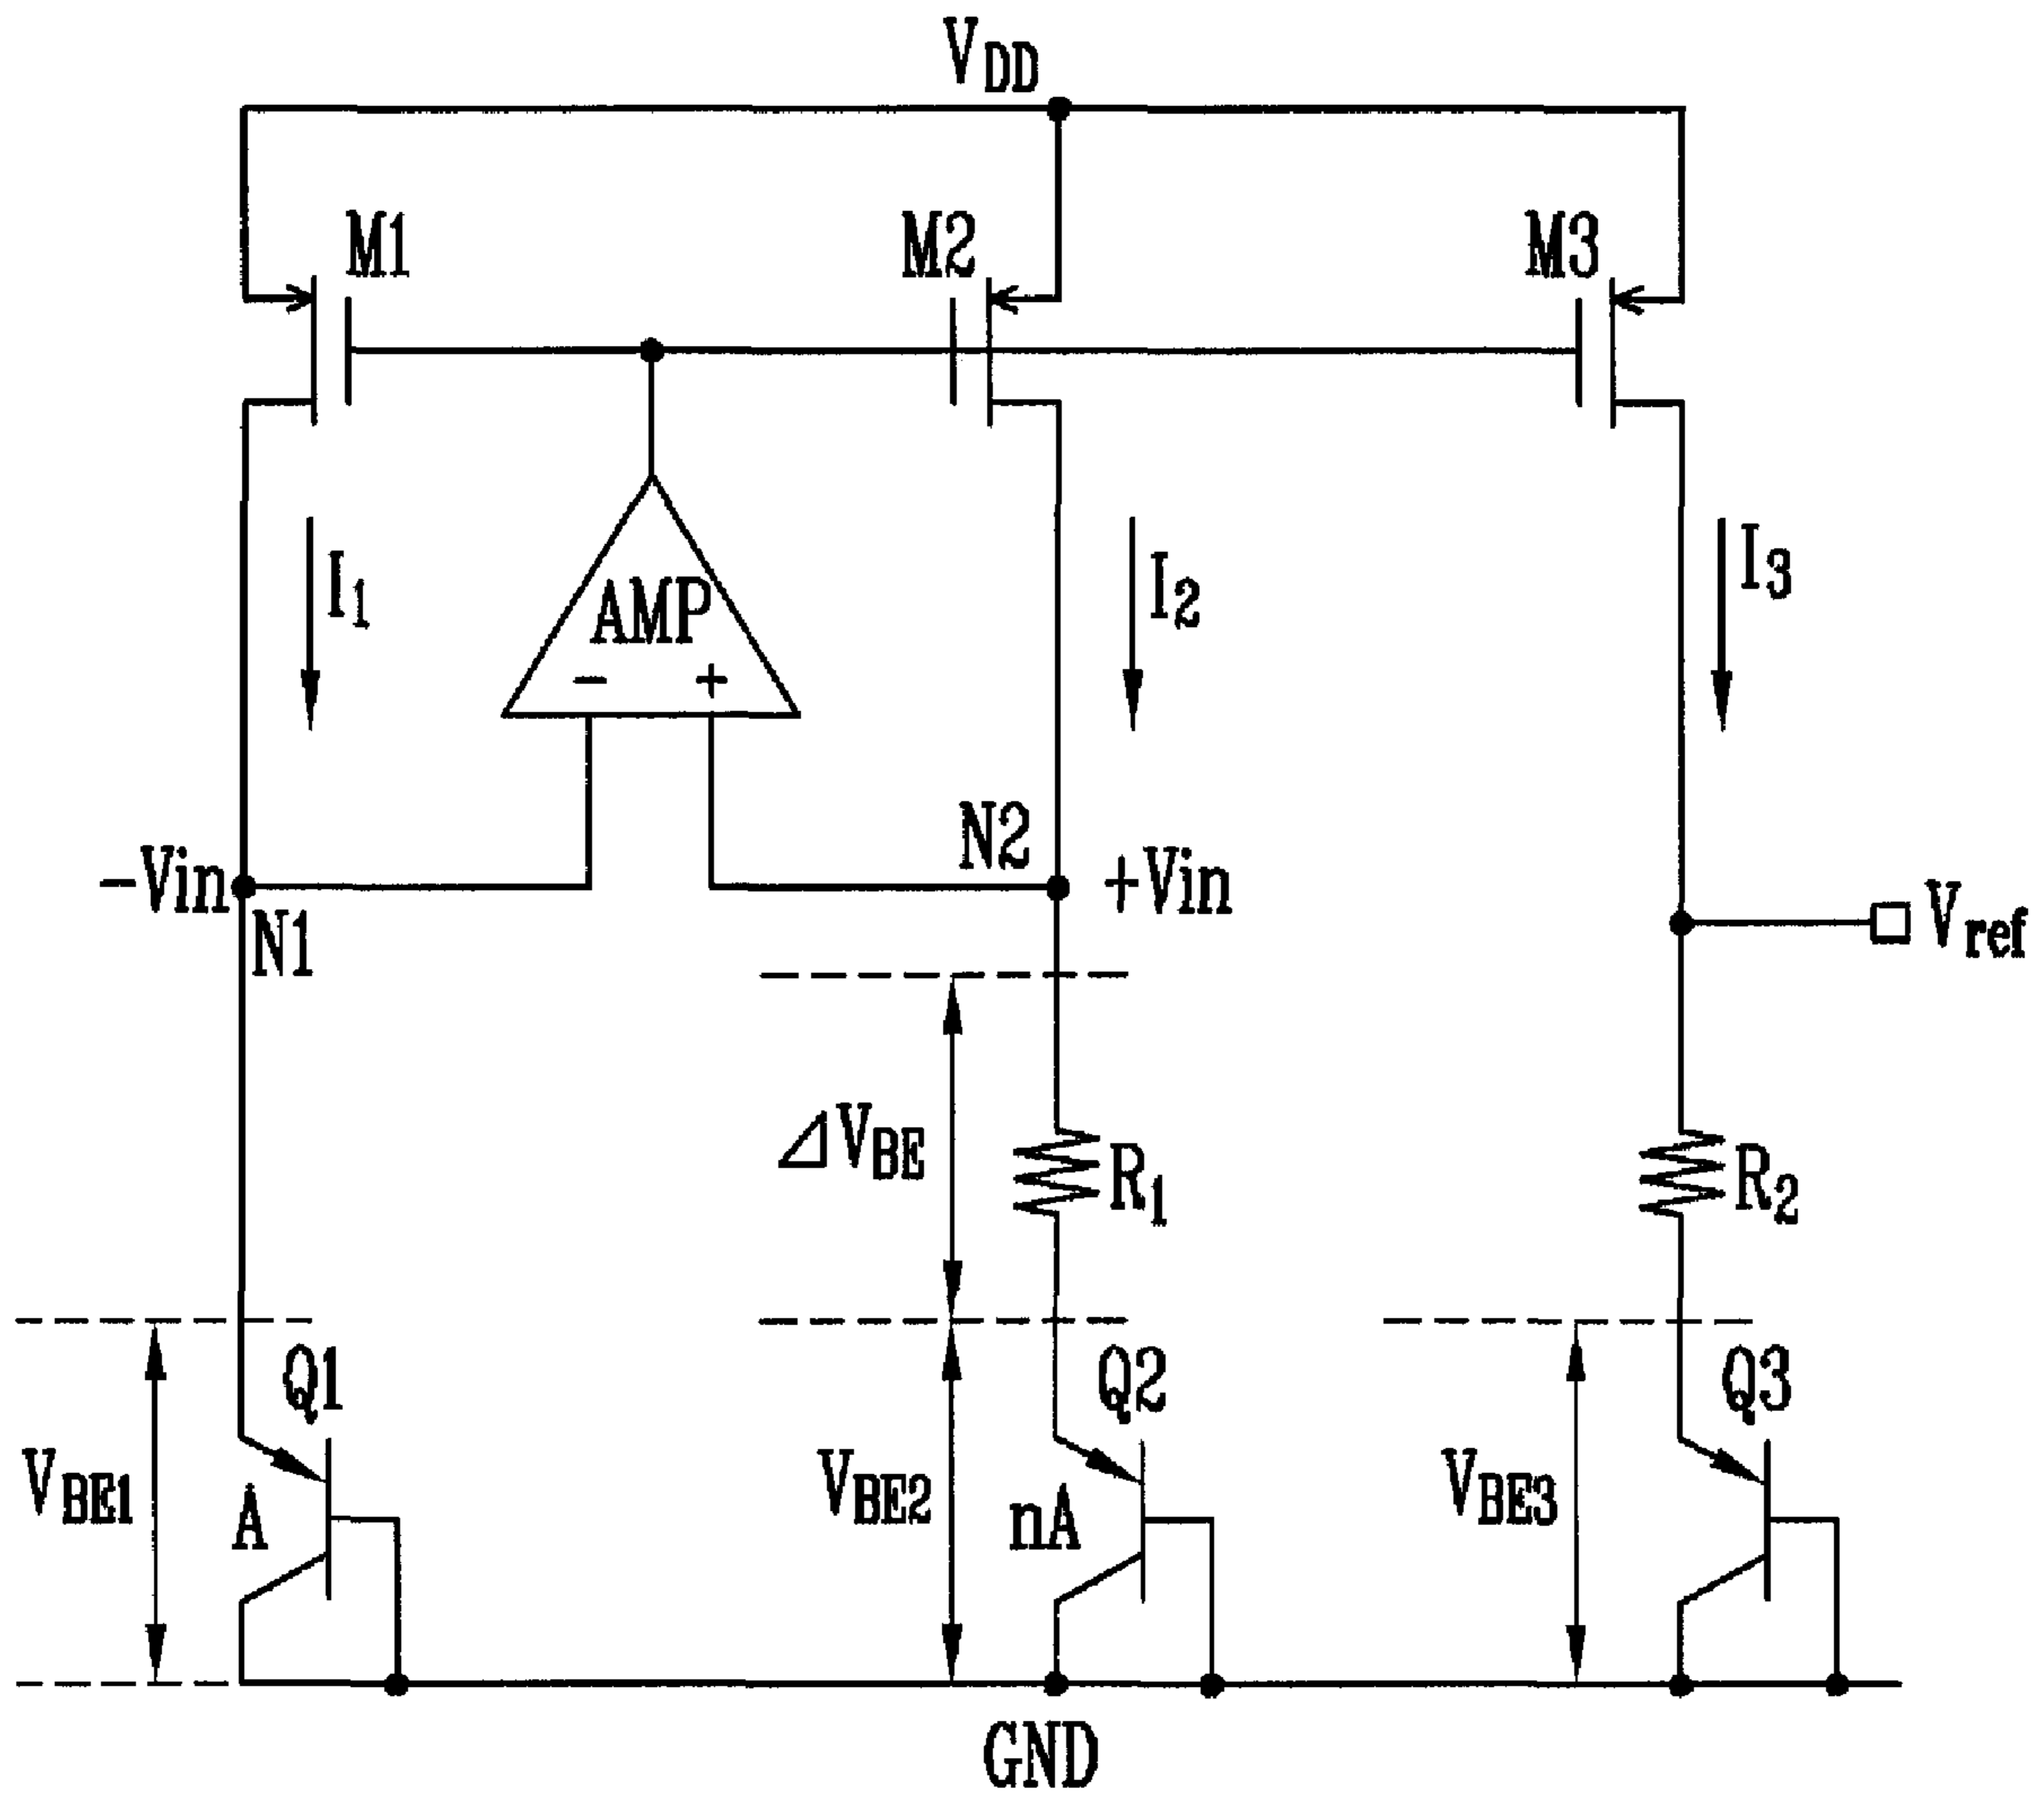 VDD
M1
M2
M3
I1
AMP
- +
I2
I3
N2
-Vin
+Vin
N1
Vref
⊿VBE
R1
R2
Q1
Q2
Q3
VBE1
A
VBE2
nA
VBE3
GND